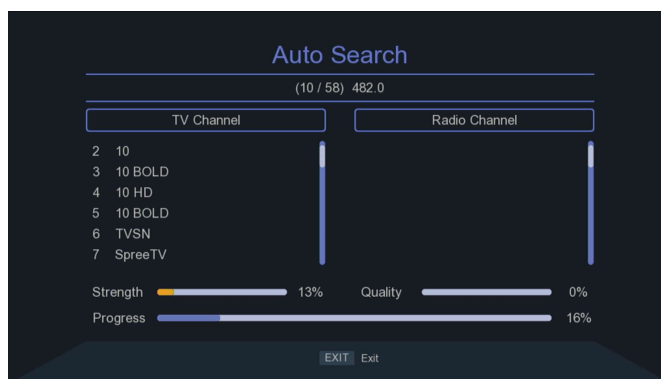 Auto Search
(10 / 58) 482.0
TV Channel Radio Channel
2 10
3 10 BOLD
4 10 HD
5 10 BOLD
6 TVSN
7 SpreeTV
Strength 13% Quality 0%
Progress 16%
EXIT Exit